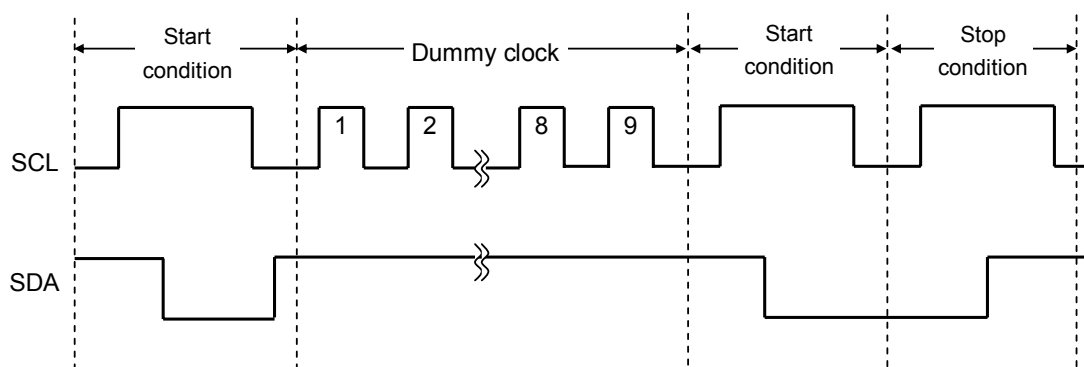 Start
condition
Dummy clock
Start
condition
Stop
condition
SCL
1
2
8
9
SDA